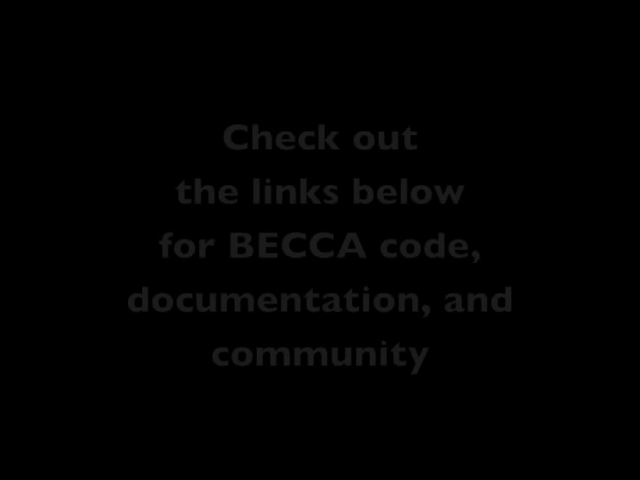 Check out
the links below
for BECCA code,
documentation, and
community